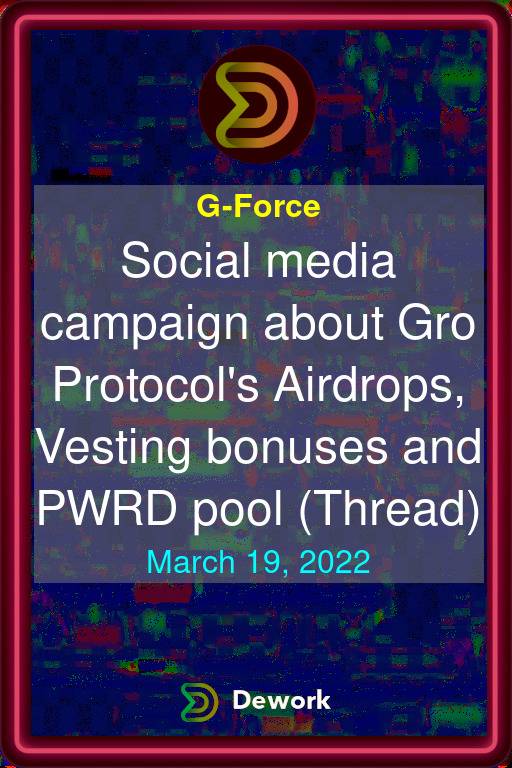 G-Force
Social media
campaign about Gro
Protocol's Airdrops,
Vesting bonuses and
PWRD pool (Thread)
March 19, 2022
Dework